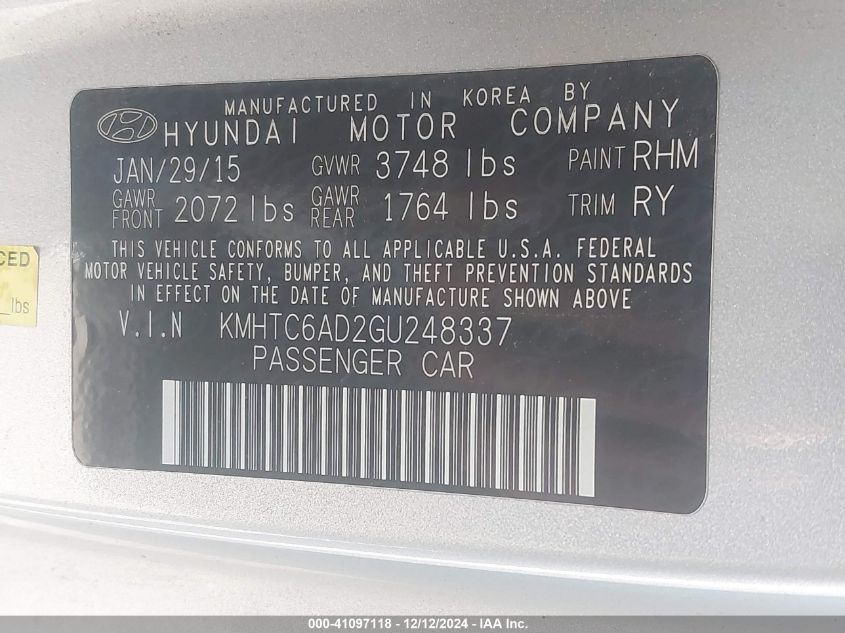 MANUFACTURED IN KOREA BY
HYUNDAI MOTOR COMPANY
JAN/29/15 GVWR 3748 lbs PAINT RHM
GAWR FRONT 2072 lbs GAWR REAR 1764 lbs TRIM RY
THIS VEHICLE CONFORMS TO ALL APPLICABLE U.S.A. FEDERAL
MOTOR VEHICLE SAFETY, BUMPER, AND THEFT PREVENTION STANDARDS
IN EFFECT ON THE DATE OF MANUFACTURE SHOWN ABOVE
V.I.N KMHTC6AD2GU248337
PASSENGER CAR
CED
lbs
000-41097118 - 12/12/2024 - IAA Inc.